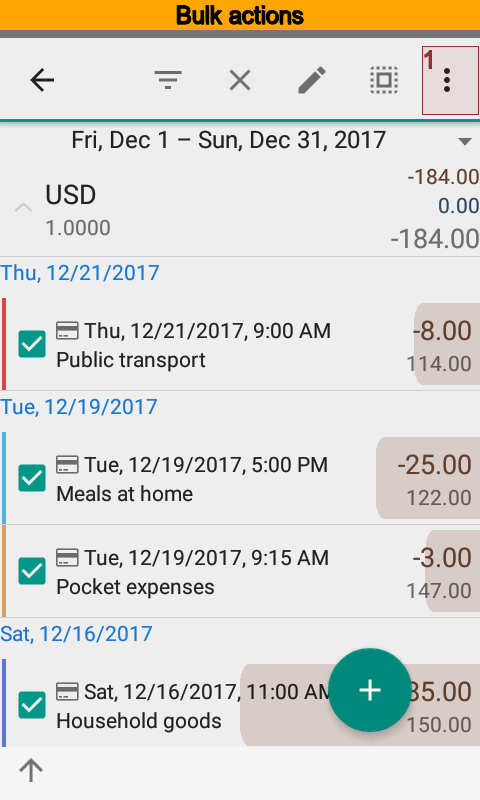 Bulk actions
1
Fri, Dec 1 – Sun, Dec 31, 2017
USD
1.0000
-184.00
0.00
-184.00
Thu, 12/21/2017
Thu, 12/21/2017, 9:00 AM
-8.00
Public transport
114.00
Tue, 12/19/2017
Tue, 12/19/2017, 5:00 PM
-25.00
Meals at home
122.00
Tue, 12/19/2017, 9:15 AM
-3.00
Pocket expenses
147.00
Sat, 12/16/2017
Sat, 12/16/2017, 11:00 AM
Household goods
150.00